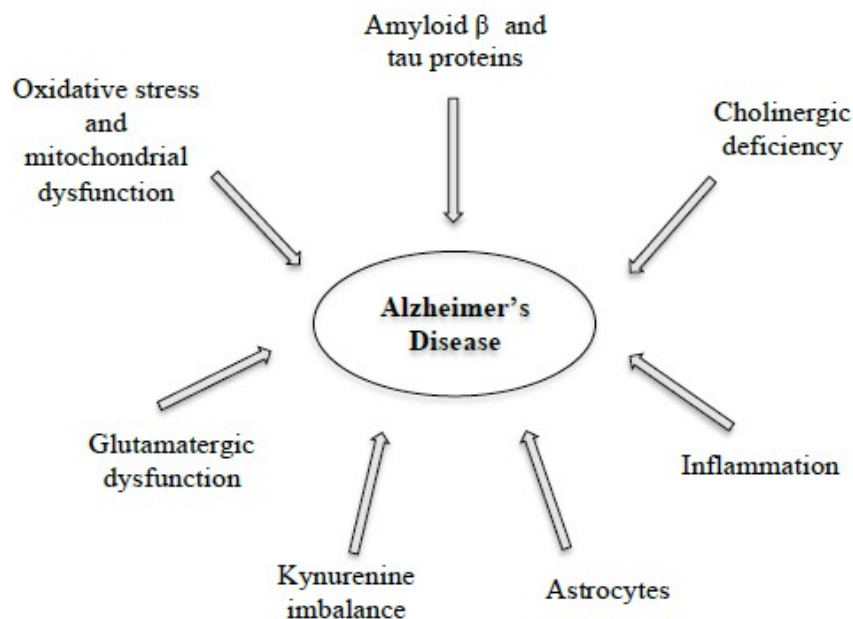 Amyloid β and
tau proteins
Oxidative stress
and
mitochondrial
dysfunction
Cholinergic
deficiency
Alzheimer’s
Disease
Glutamatergic
dysfunction
Inflammation
Kynurenine
imbalance
Astrocytes